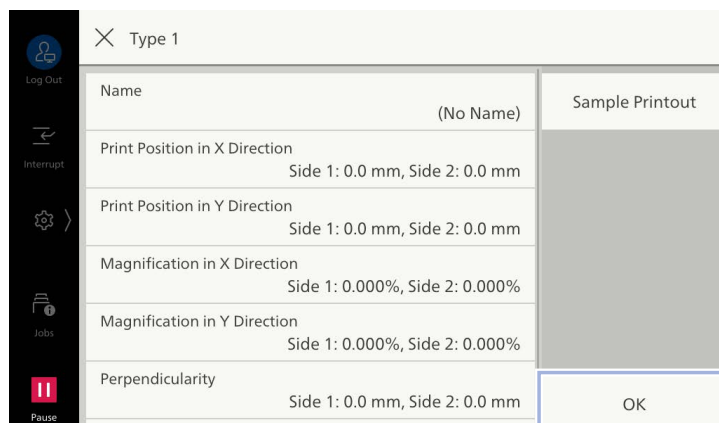 Type 1
Log Out
Interrupt
Jobs
Pause
Name
(No Name)
Print Position in X Direction
Side 1: 0.0 mm, Side 2: 0.0 mm
Print Position in Y Direction
Side 1: 0.0 mm, Side 2: 0.0 mm
Magnification in X Direction
Side 1: 0.000%, Side 2: 0.000%
Magnification in Y Direction
Side 1: 0.000%, Side 2: 0.000%
Perpendicularity
Side 1: 0.0 mm, Side 2: 0.0 mm
Sample Printout
OK